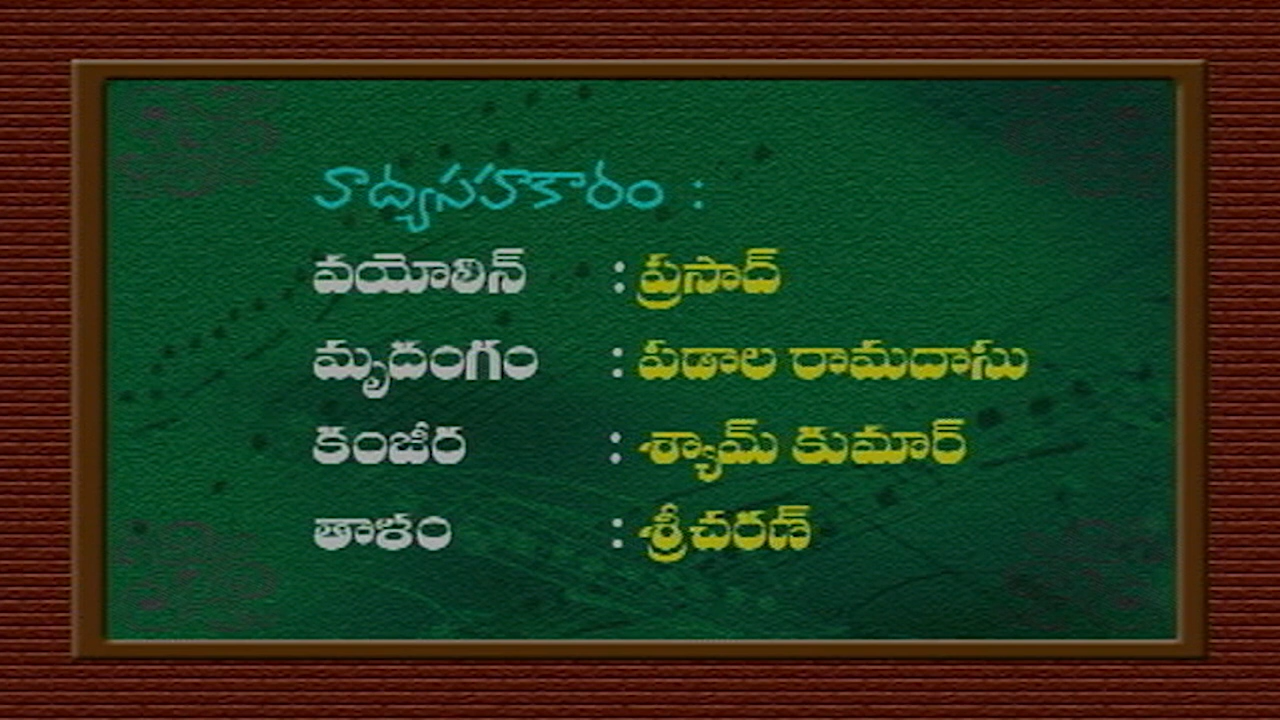 వాద్యసహకారం :
వయోలిన్ : ప్రసాద్
మృదంగం : పడాల రామదాసు
కంజీర : శ్యామ్ కుమార్
తాళం : శ్రీచరణ్